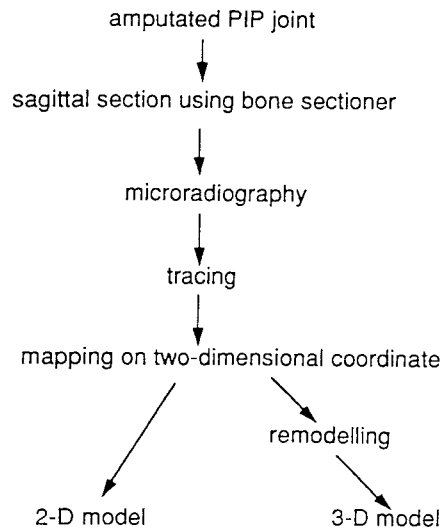 amputated PIP joint
sagittal section using bone sectioner
microradiography
tracing
mapping on two-dimensional coordinate
remodelling
2-D model
3-D model